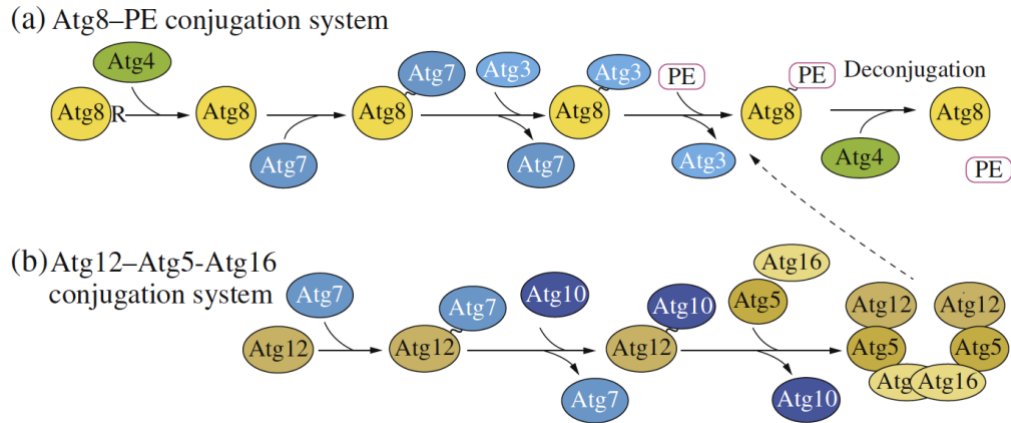 (a) Atg8–PE conjugation system
Atg4
Atg8 R
Atg8
Atg7
Atg7
Atg8
Atg3
Atg7
Atg3
Atg8
PE
Atg3
PE
Atg8
Deconjugation
Atg4
Atg8
PE
(b) Atg12–Atg5-Atg16
conjugation system
Atg7
Atg12
Atg7
Atg12
Atg10
Atg7
Atg10
Atg12
Atg16
Atg5
Atg10
Atg12 Atg12
Atg5 Atg5
Atg Atg16